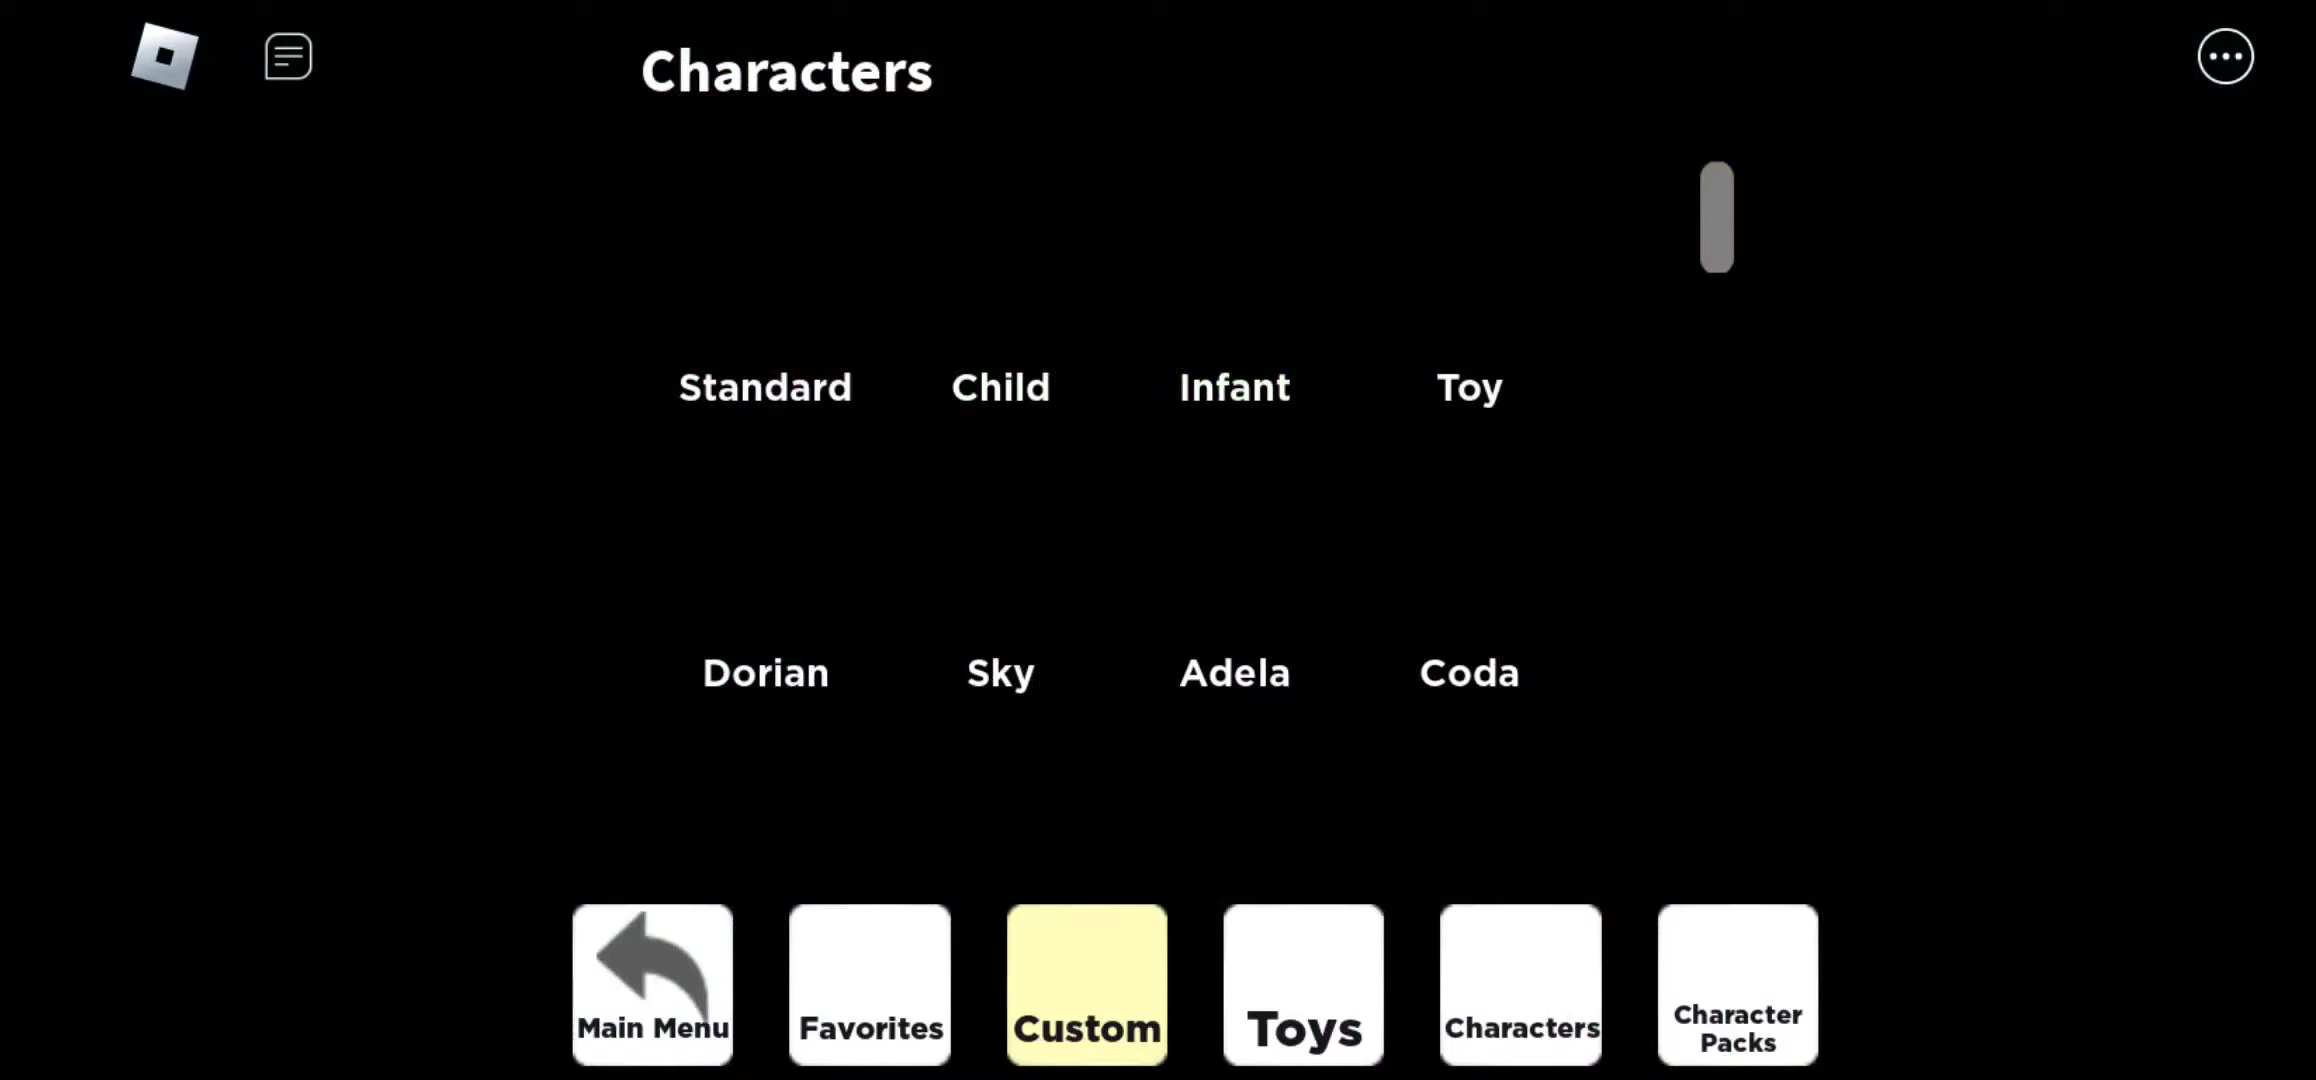 Characters
Standard Child Infant Toy
Dorian Sky Adela Coda
Main Menu Favorites Custom Toys Characters Character
Packs